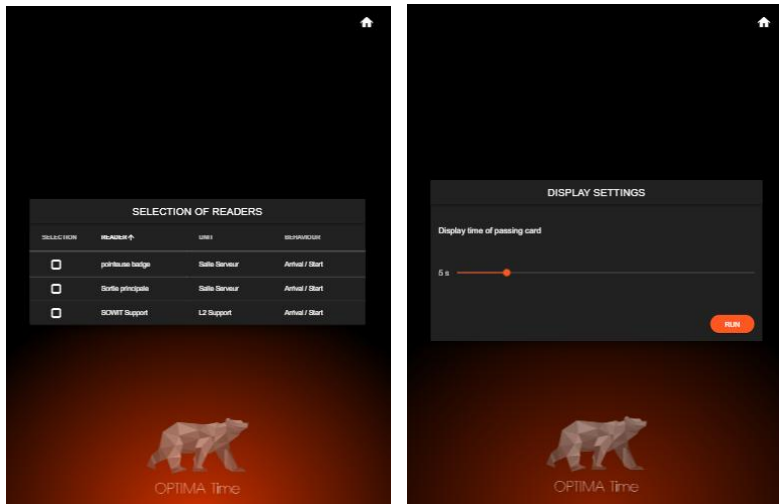 SELECTION OF READERS
SELECTION READER UNIT BEHAVIOUR
pointeuse badge Salle Serveur Arrival / Start
Sortie principale Salle Serveur Arrival / Start
SOWIT Support L2 Support Arrival / Start
OPTIMA Time
DISPLAY SETTINGS
Display time of passing card
5 s
RUN
OPTIMA Time